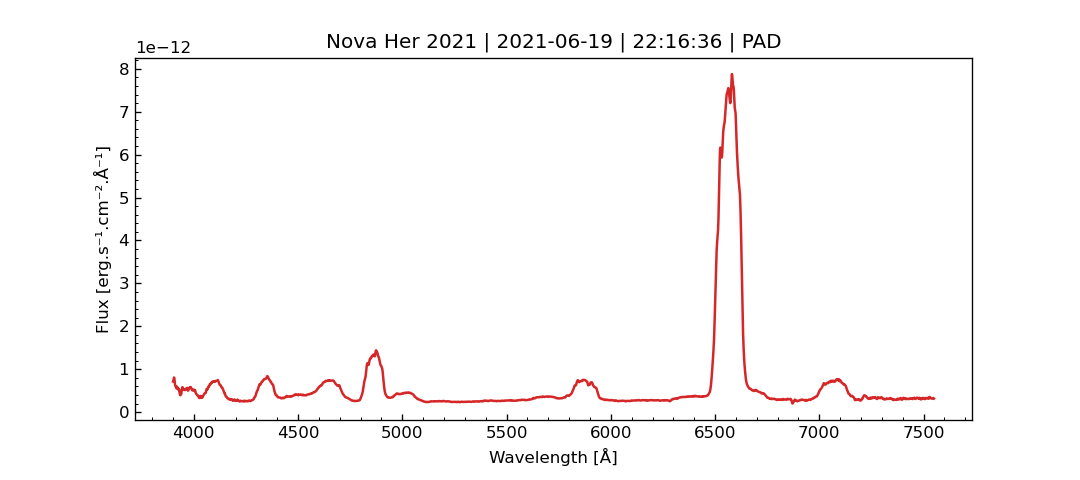 Nova Her 2021 | 2021-06-19 | 22:16:36 | PAD
1e−12
8
7
6
5
4
3
2
1
0
Flux [erg.s⁻¹.cm⁻².Å⁻¹]
4000 4500 5000 5500 6000 6500 7000 7500
Wavelength [Å]